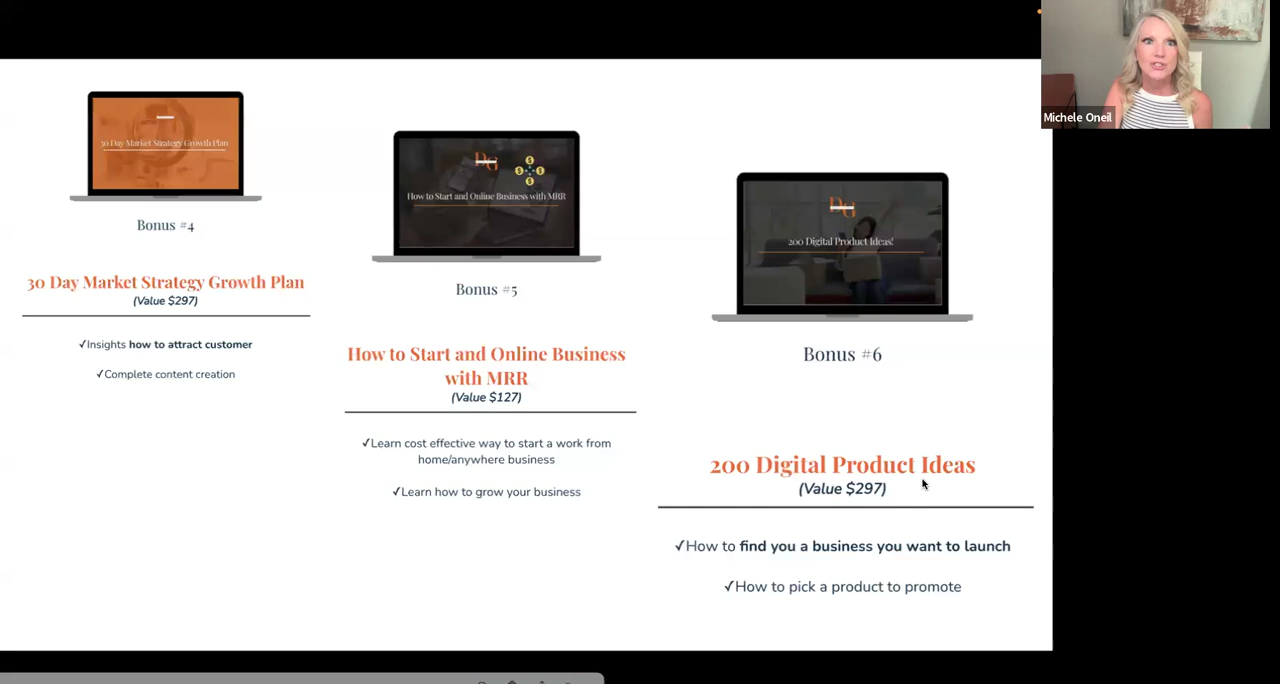 Michele Oneil
30 Day Market Strategy Growth Plan
Bonus #4
30 Day Market Strategy Growth Plan
(Value $297)
✓Insights how to attract customer
✓Complete content creation
DG
How to Start and Online Business with MRR
Bonus #5
How to Start and Online Business
with MRR
(Value $127)
✓Learn cost effective way to start a work from
home/anywhere business
✓Learn how to grow your business
DG
200 Digital Product Ideas!
Bonus #6
200 Digital Product Ideas
(Value $297)
✓How to find you a business you want to launch
✓How to pick a product to promote